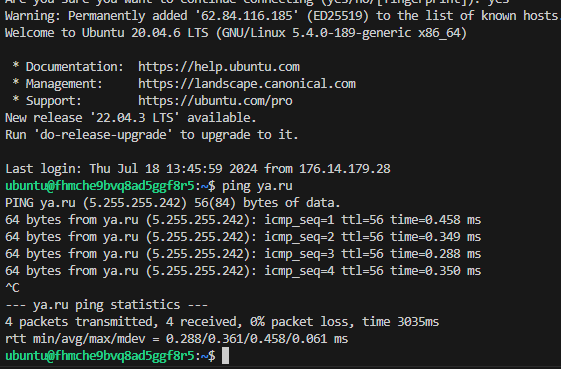 Are you sure you want to continue connecting (yes/no/[fingerprint]): yes
Warning: Permanently added '62.84.116.185' (ED25519) to the list of known hosts.
Welcome to Ubuntu 20.04.6 LTS (GNU/Linux 5.4.0-189-generic x86_64)
* Documentation:  https://help.ubuntu.com
* Management:     https://landscape.canonical.com
* Support:        https://ubuntu.com/pro
New release '22.04.3 LTS' available.
Run 'do-release-upgrade' to upgrade to it.
Last login: Thu Jul 18 13:45:59 2024 from 176.14.179.28
ubuntu@fhmche9bvq8ad5ggf8r5:~$ ping ya.ru
PING ya.ru (5.255.255.242) 56(84) bytes of data.
64 bytes from ya.ru (5.255.255.242): icmp_seq=1 ttl=56 time=0.458 ms
64 bytes from ya.ru (5.255.255.242): icmp_seq=2 ttl=56 time=0.349 ms
64 bytes from ya.ru (5.255.255.242): icmp_seq=3 ttl=56 time=0.288 ms
64 bytes from ya.ru (5.255.255.242): icmp_seq=4 ttl=56 time=0.350 ms
^C
--- ya.ru ping statistics ---
4 packets transmitted, 4 received, 0% packet loss, time 3035ms
rtt min/avg/max/mdev = 0.288/0.361/0.458/0.061 ms
ubuntu@fhmche9bvq8ad5ggf8r5:~$